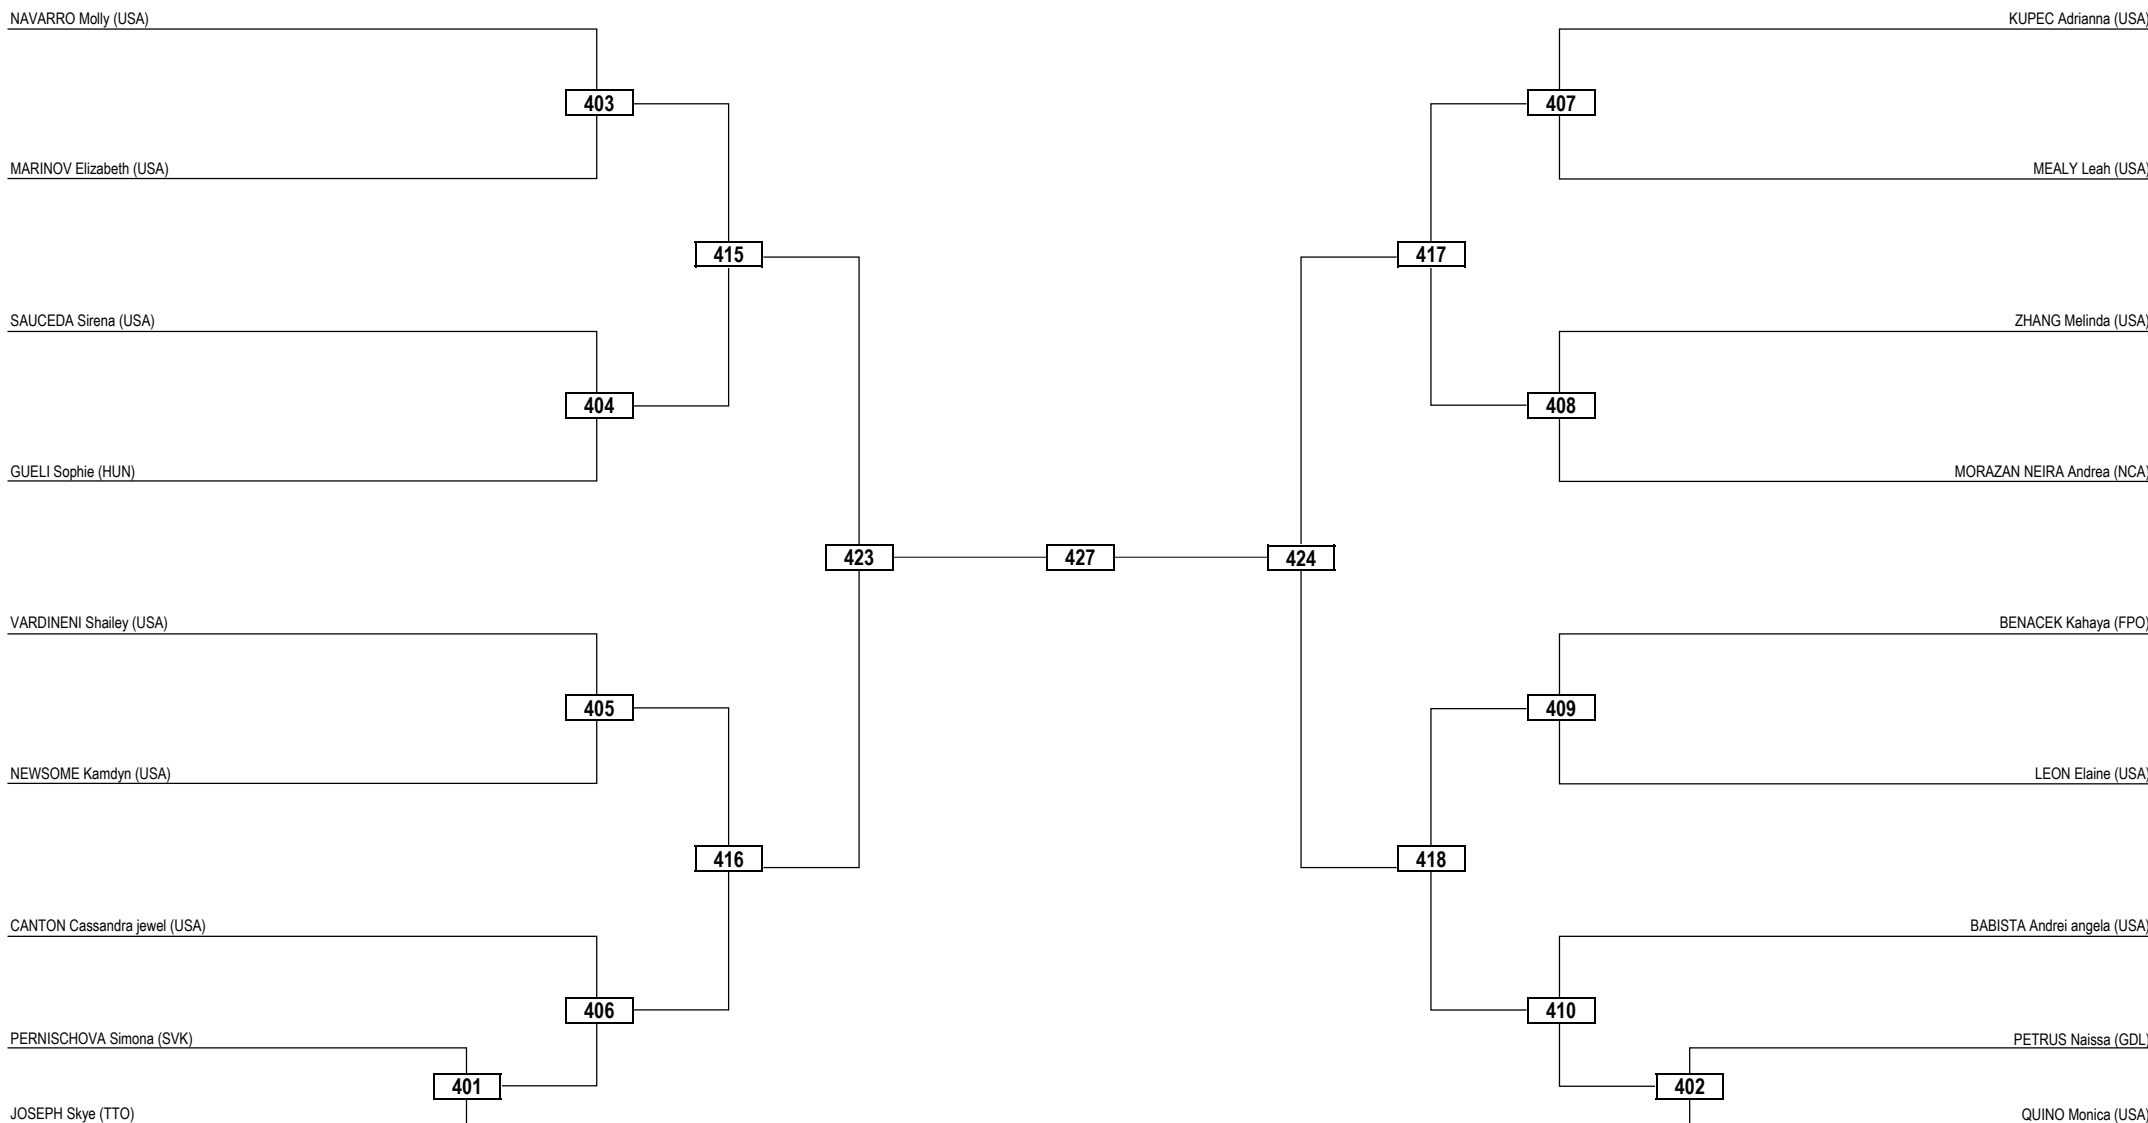 NAVARRO Molly (USA)
KUPEC Adrianna (USA)
403
407
MARINOV Elizabeth (USA)
MEALY Leah (USA)
415
417
SAUCEDA Sirena (USA)
ZHANG Melinda (USA)
404
408
GUELI Sophie (HUN)
MORAZAN NEIRA Andrea (NCA)
423
427
424
VARDINENI Shailey (USA)
BENACEK Kahaya (FPO)
405
409
NEWSOME Kamdyn (USA)
LEON Elaine (USA)
416
418
CANTON Cassandra jewel (USA)
BABISTA Andrei angela (USA)
406
410
PERNISCHOVA Simona (SVK)
PETRUS Naissa (GDL)
401
402
JOSEPH Skye (TTO)
QUINO Monica (USA)